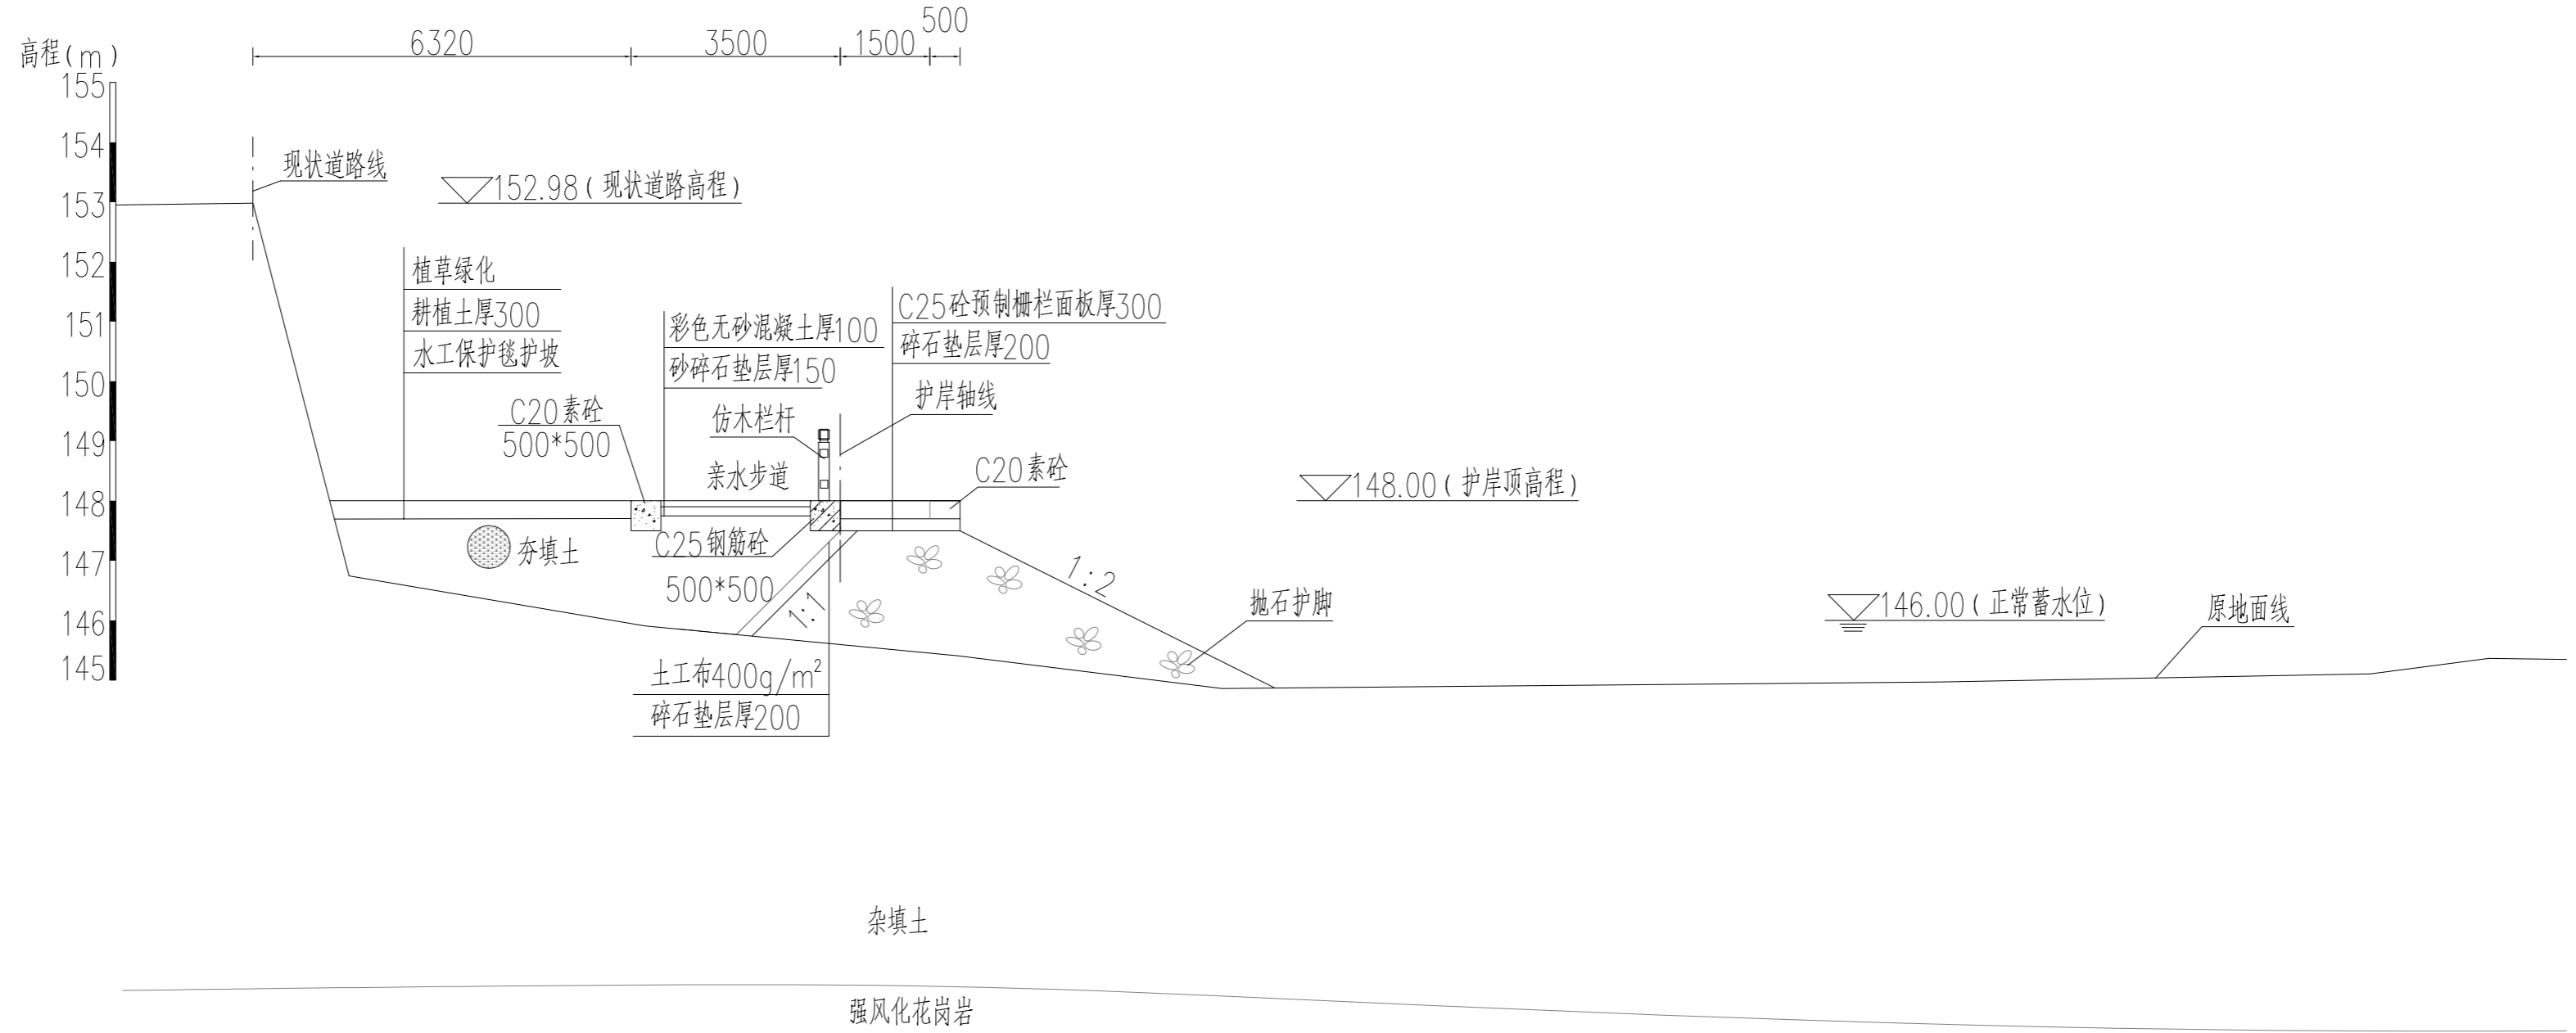 500
6320
3500
1500
高程(m)
155
154
153
152
151
150
149
148
147
146
145
现状道路线
152.98(现状道路高程)
植草绿化
耕植土厚300
水工保护毯护坡
彩色无砂混凝土厚100
砂碎石垫层厚150
C25砼预制栅栏面板厚300
碎石垫层厚200
护岸轴线
C20素砼
500*500
仿木栏杆
亲水步道
C20素砼
148.00(护岸顶高程)
夯填土
C25钢筋砼
500*500
1:1
1:2
抛石护脚
146.00(正常蓄水位)
原地面线
土工布400g/m²
碎石垫层厚200
杂填土
强风化花岗岩